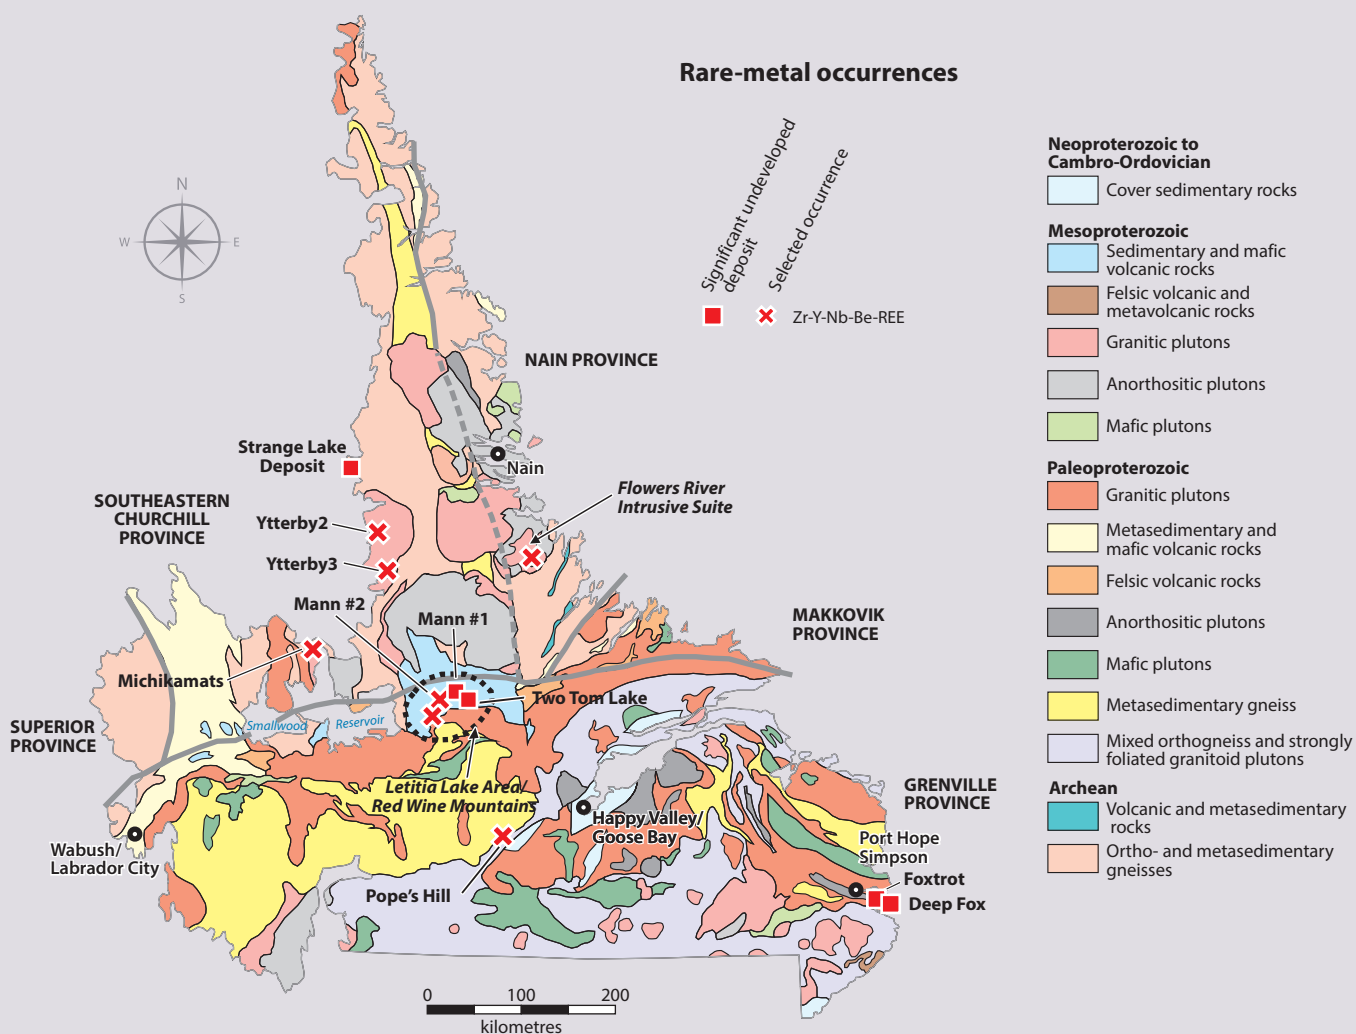 Rare-metal occurrences
Significant undeveloped
deposit
Selected occurrence
Zr-Y-Nb-Be-REE
N
W
E
S
NAIN PROVINCE
Strange Lake
Deposit
Nain
SOUTHEASTERN
CHURCHILL
PROVINCE
Flowers River
Intrusive Suite
Ytterby2
Ytterby3
Mann #2
Mann #1
MAKKOVIK
PROVINCE
Michikamats
Two Tom Lake
SUPERIOR
PROVINCE
Smallwood
Reservoir
Letitia Lake Area/
Red Wine Mountains
GRENVILLE
PROVINCE
Happy Valley/
Goose Bay
Wabush/
Labrador City
Port Hope
Simpson
Pope's Hill
Foxtrot
Deep Fox
0
100
200
kilometres
Neoproterozoic to
Cambro-Ordovician
Cover sedimentary rocks
Mesoproterozoic
Sedimentary and mafic
volcanic rocks
Felsic volcanic and
metavolcanic rocks
Granitic plutons
Anorthositic plutons
Mafic plutons
Paleoproterozoic
Granitic plutons
Metasedimentary and
mafic volcanic rocks
Felsic volcanic rocks
Anorthositic plutons
Mafic plutons
Metasedimentary gneiss
Mixed orthogneiss and strongly
foliated granitoid plutons
Archean
Volcanic and metasedimentary
rocks
Ortho- and metasedimentary
gneisses